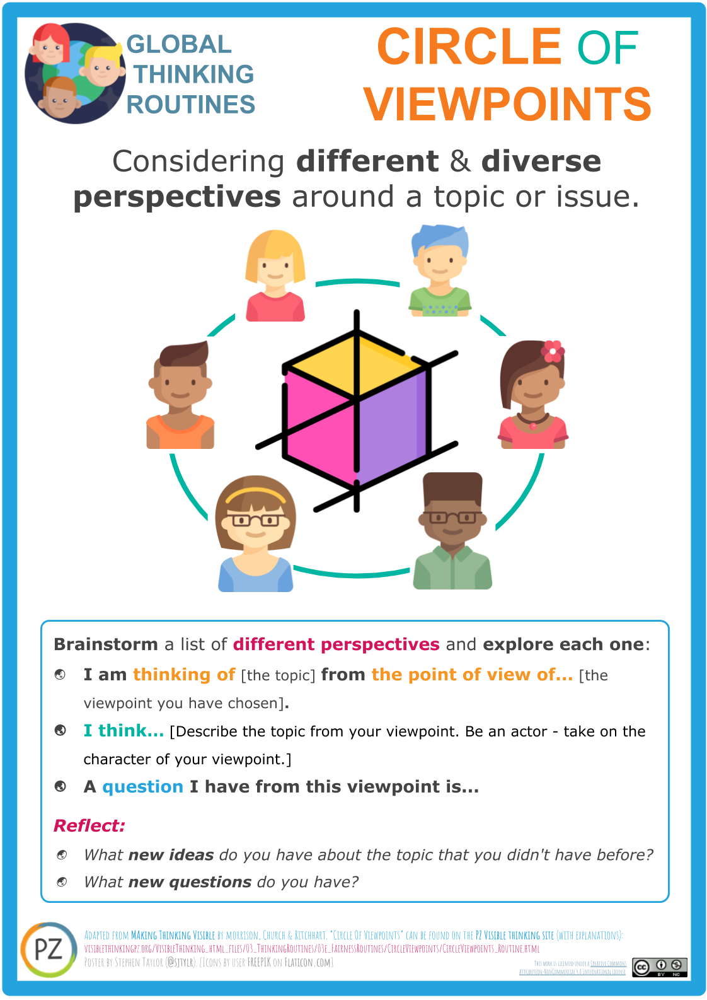 GLOBAL
THINKING
ROUTINES
CIRCLE OF
VIEWPOINTS
Considering different & diverse
perspectives around a topic or issue.
Brainstorm a list of different perspectives and explore each one:
I am thinking of [the topic] from the point of view of... [the
viewpoint you have chosen].
I think... [Describe the topic from your viewpoint. Be an actor - take on the
character of your viewpoint.]
A question I have from this viewpoint is...
Reflect:
What new ideas do you have about the topic that you didn't have before?
What new questions do you have?
PZ
Adapted from MAking Thinking Visible by morrison, Church & Ritchhart. "Circle Of Viewpoints" can be found on the PZ Visible thinking site (with explanations):
visiblethinkingpz.org/VisibleThinking_html_files/03_ThinkingRoutines/03e_FairnessRoutines/CircleViewpoints/CircleViewpoints_Routine.html
Poster by Stephen Taylor (@sjtylr). [Icons by user FREEPIK on Flaticon.com]
This work is licensed under a Creative Commons
Attribution-NonCommercial 4.0 International License
cc BY NC